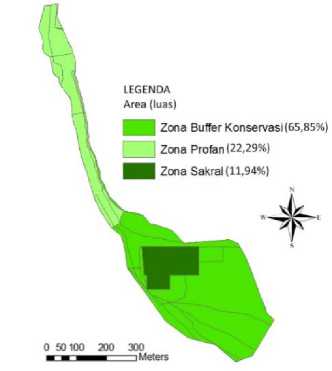 LEGENDA
Area (luas)
Zona Buffer Konservasi (65,85%)
Zona Profan (22,29%)
Zona Sakral (11,94%)
N
W E
S
0 50 100 200 300
Meters